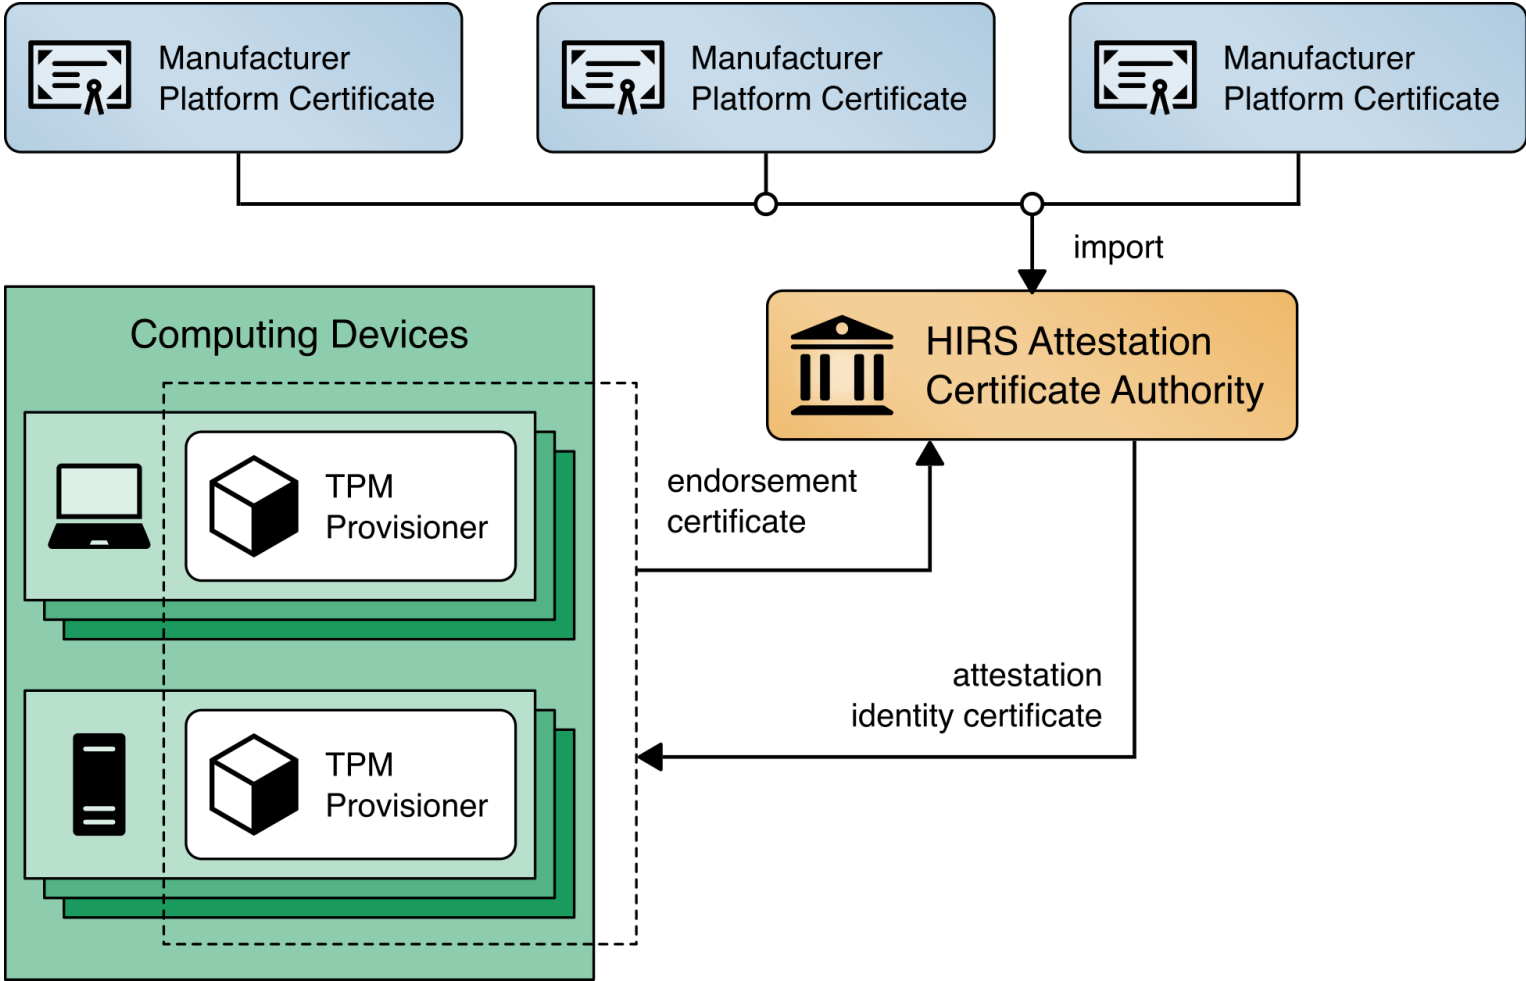 Manufacturer
Platform Certificate
Manufacturer
Platform Certificate
Manufacturer
Platform Certificate
import
Computing Devices
HIRS Attestation
Certificate Authority
TPM
Provisioner
endorsement
certificate
attestation
identity certificate
TPM
Provisioner